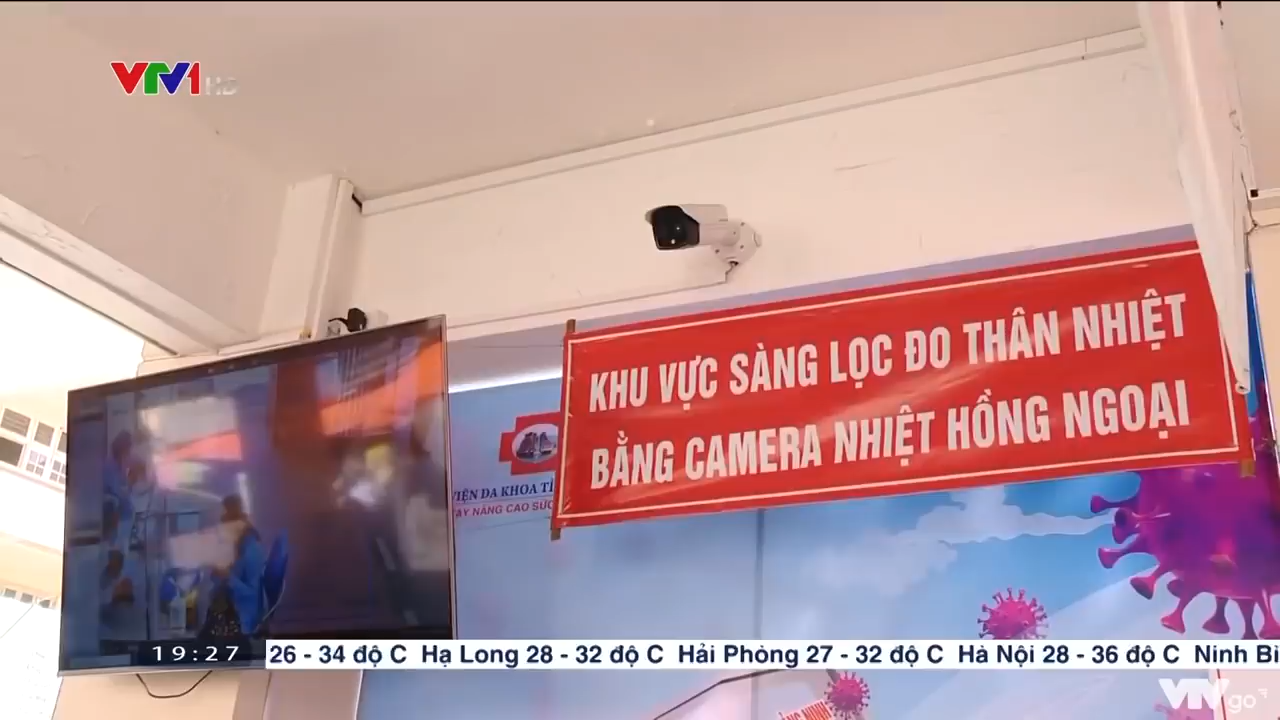 VTV1 HD
KHU VỰC SÀNG LỌC ĐO THÂN NHIỆT
BẰNG CAMERA NHIỆT HỒNG NGOẠI
VIỆN ĐA KHOA
NÂNG CAO SỨC
19:27 26 - 34 độ C Hạ Long 28 - 32 độ C Hải Phòng 27 - 32 độ C Hà Nội 28 - 36 độ C Ninh Bì
VTVgo